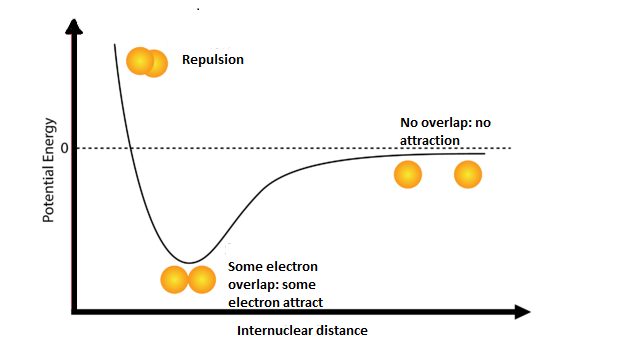 Repulsion
No overlap: no
attraction
0
Potential Energy
Some electron
overlap: some
electron attract
Internuclear distance